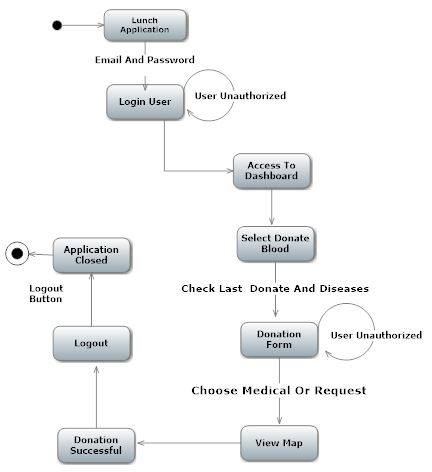 Lunch
Application
Email And Password
Login User
User Unauthorized
Access To
Dashboard
Select Donate
Blood
Check Last Donate And Diseases
Donation
Form
User Unauthorized
Choose Medical Or Request
View Map
Donation
Successful
Logout
Logout
Button
Application
Closed